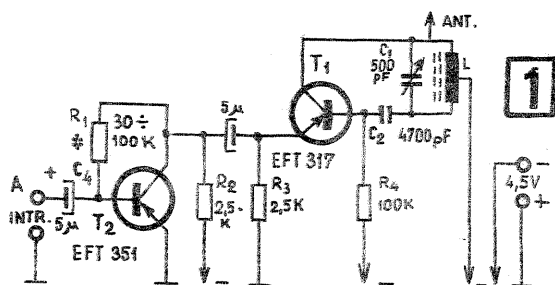 ANT.
T1
C1
500
pF
L
1
R1
*
30÷
100K
5μ
C2
4700pF
EFT 317
A
+
C4
INTR.
5μ
T2
EFT 351
R2
2,5-
K
R3
2,5K
R4
100K
-
4,5V
+
-
-
-